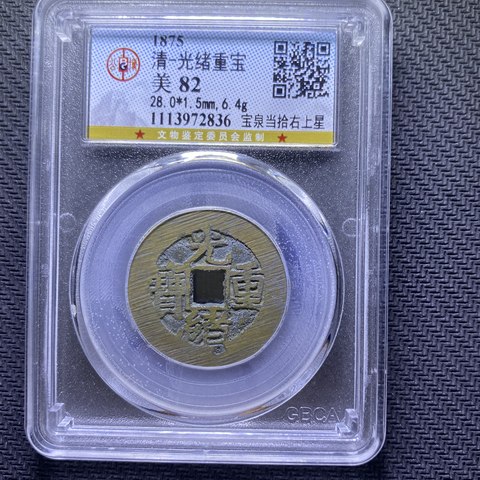 1875
清-光绪重宝
美 82
28.0*1.5mm, 6.4g
1113972836 宝泉当拾右上星
★ 文物鉴定委员会监制 ★
光
寶 重
緒
GBCA